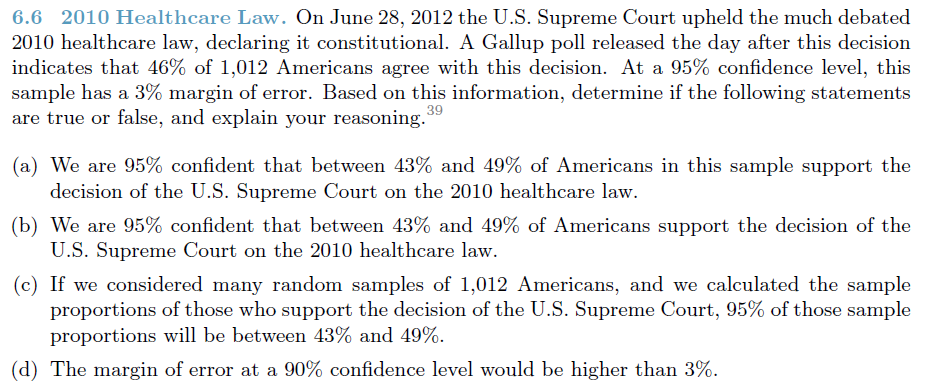 6.6 2010 Healthcare Law. On June 28, 2012 the U.S. Supreme Court upheld the much debated
2010 healthcare law, declaring it constitutional. A Gallup poll released the day after this decision
indicates that 46% of 1,012 Americans agree with this decision. At a 95% confidence level, this
sample has a 3% margin of error. Based on this information, determine if the following statements
are true or false, and explain your reasoning.39
(a) We are 95% confident that between 43% and 49% of Americans in this sample support the
decision of the U.S. Supreme Court on the 2010 healthcare law.
(b) We are 95% confident that between 43% and 49% of Americans support the decision of the
U.S. Supreme Court on the 2010 healthcare law.
(c) If we considered many random samples of 1,012 Americans, and we calculated the sample
proportions of those who support the decision of the U.S. Supreme Court, 95% of those sample
proportions will be between 43% and 49%.
(d) The margin of error at a 90% confidence level would be higher than 3%.